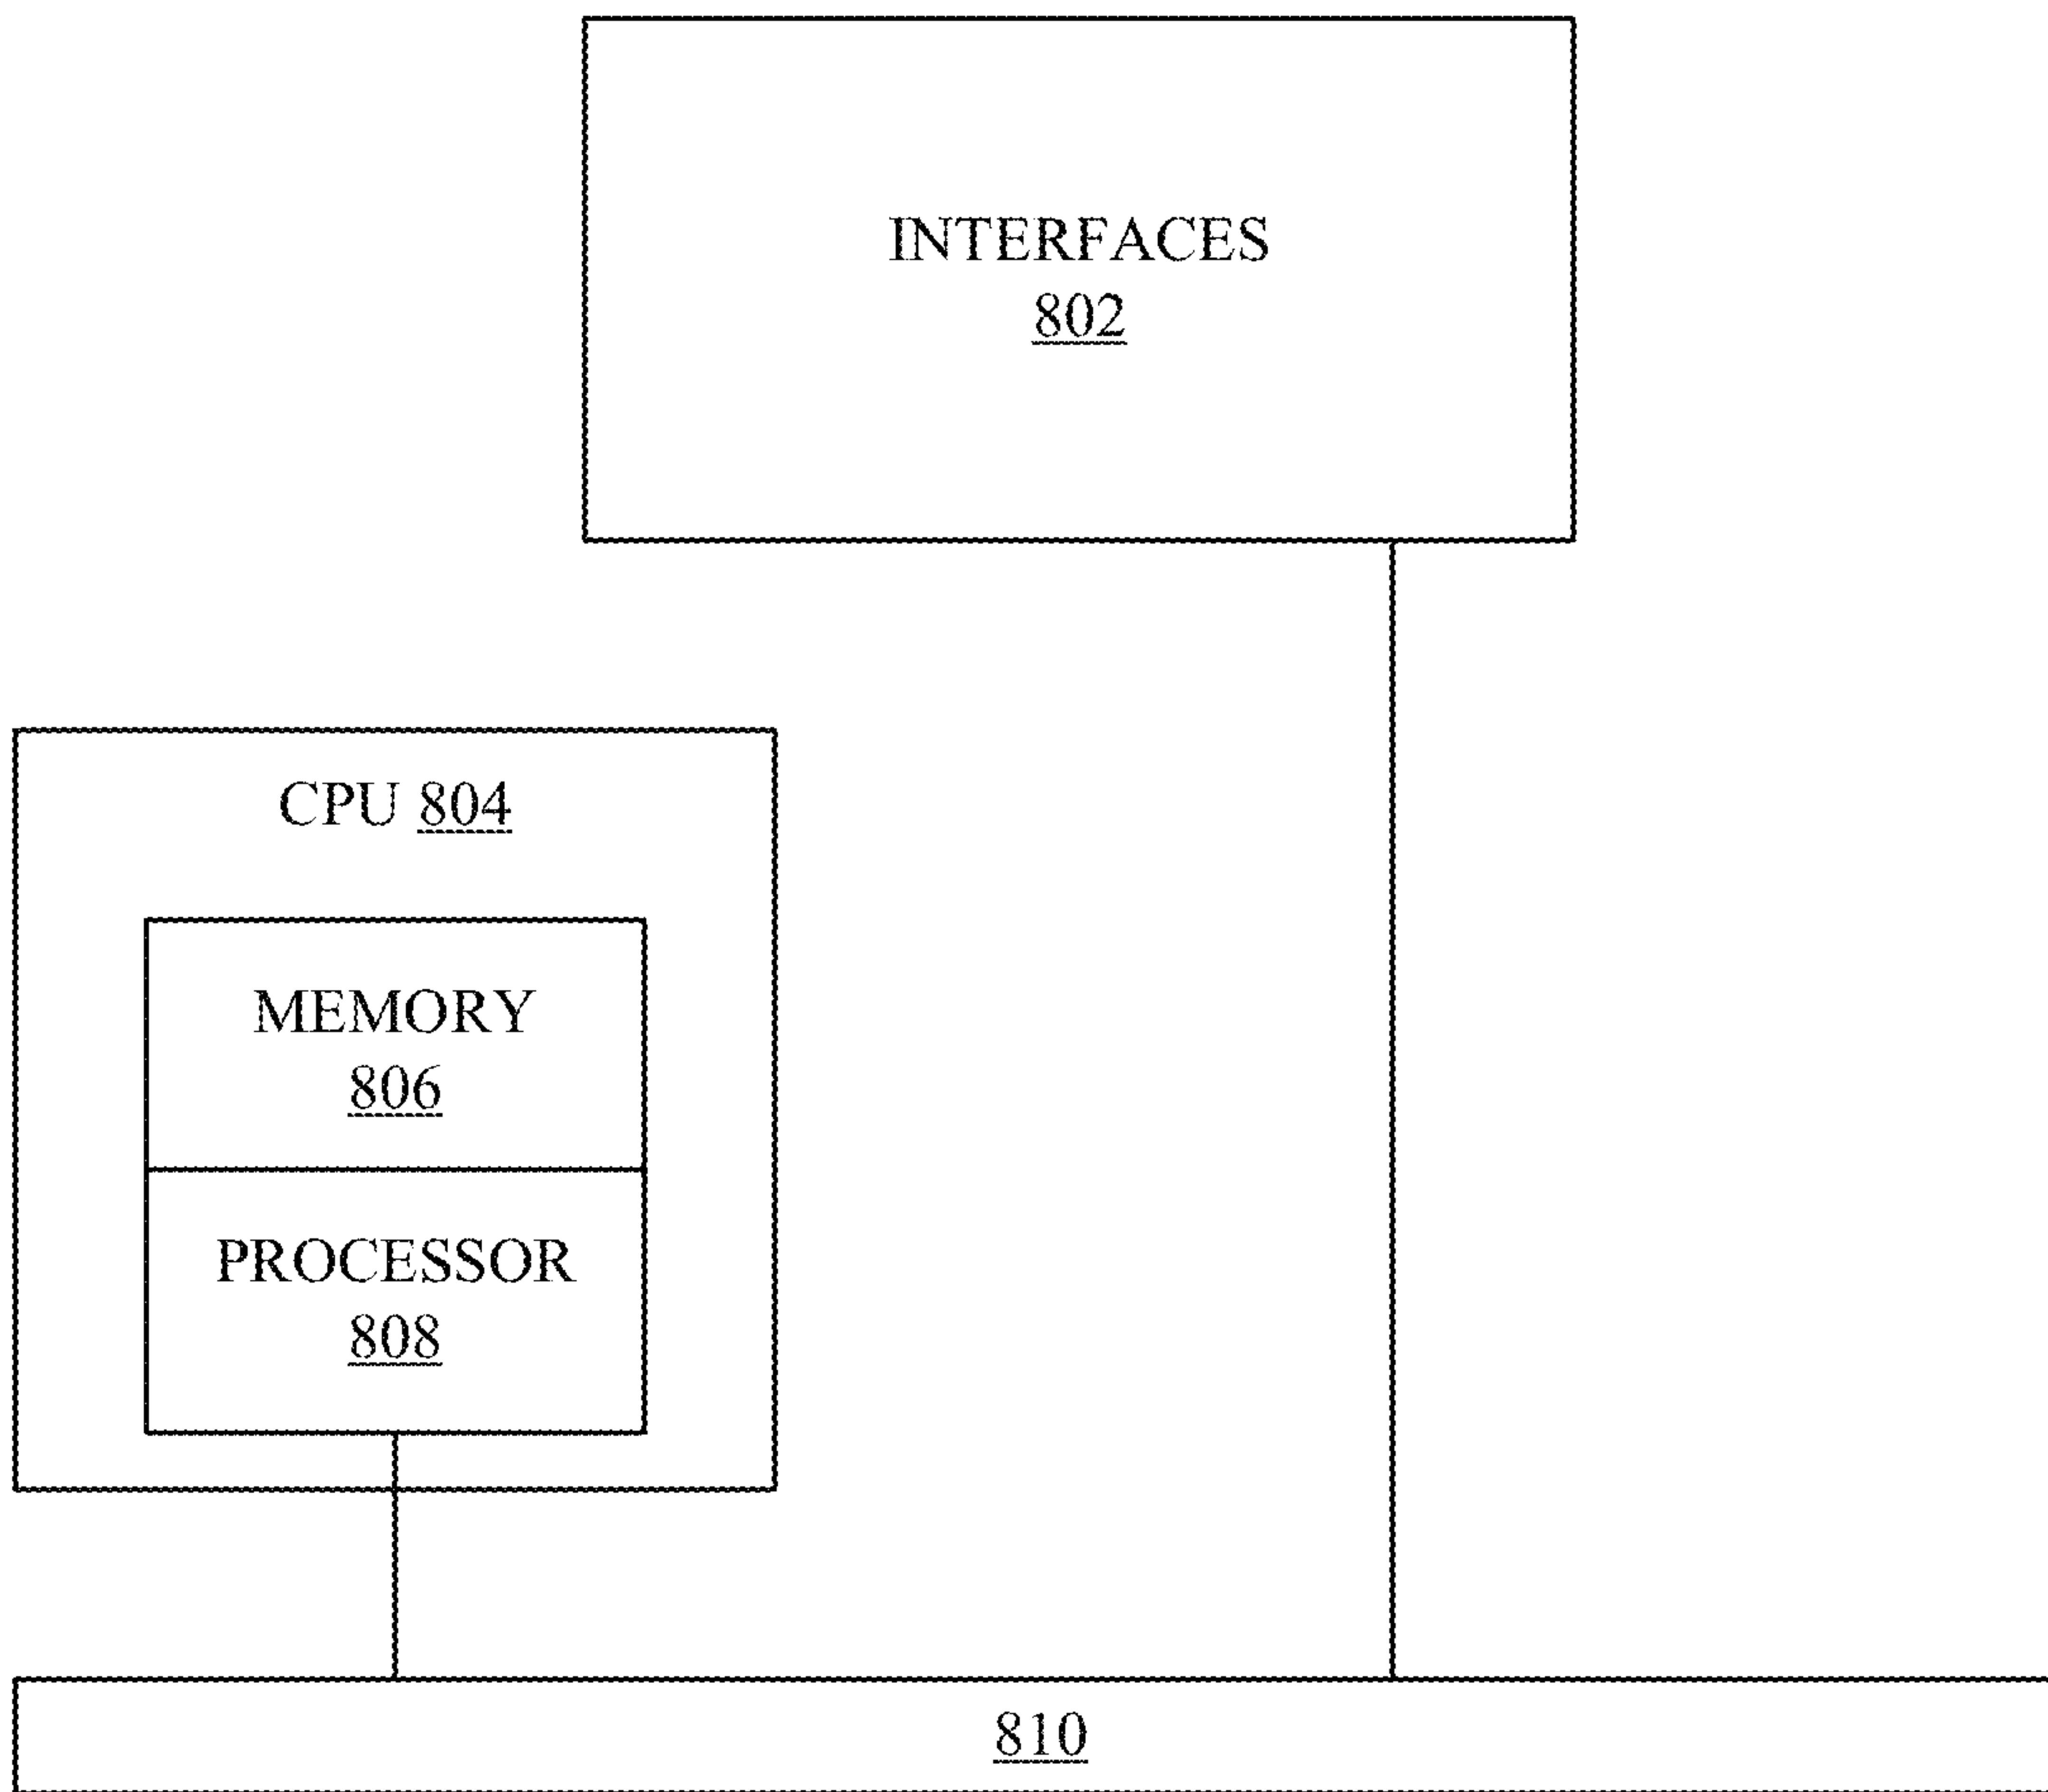 INTERFACES
802
CPU 804
MEMORY
806
PROCESSOR
808
810